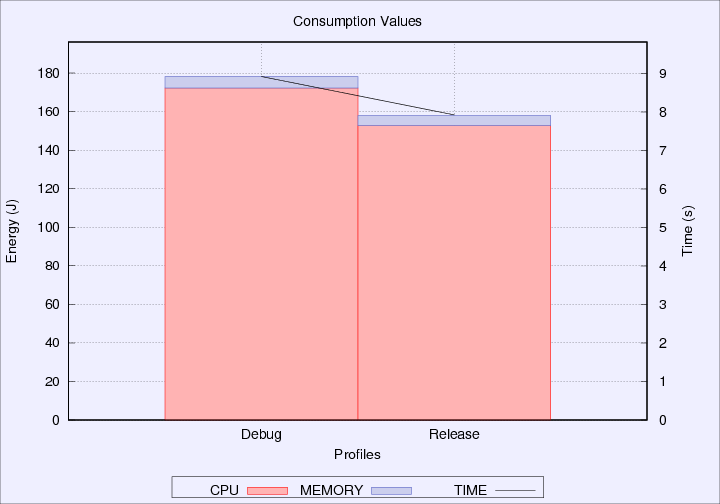 Consumption Values
180 9
160 8
140 7
120 6
100 5
80 4
60 3
40 2
20 1
0 0
Energy (J)
Time (s)
Debug Release
Profiles
CPU MEMORY TIME